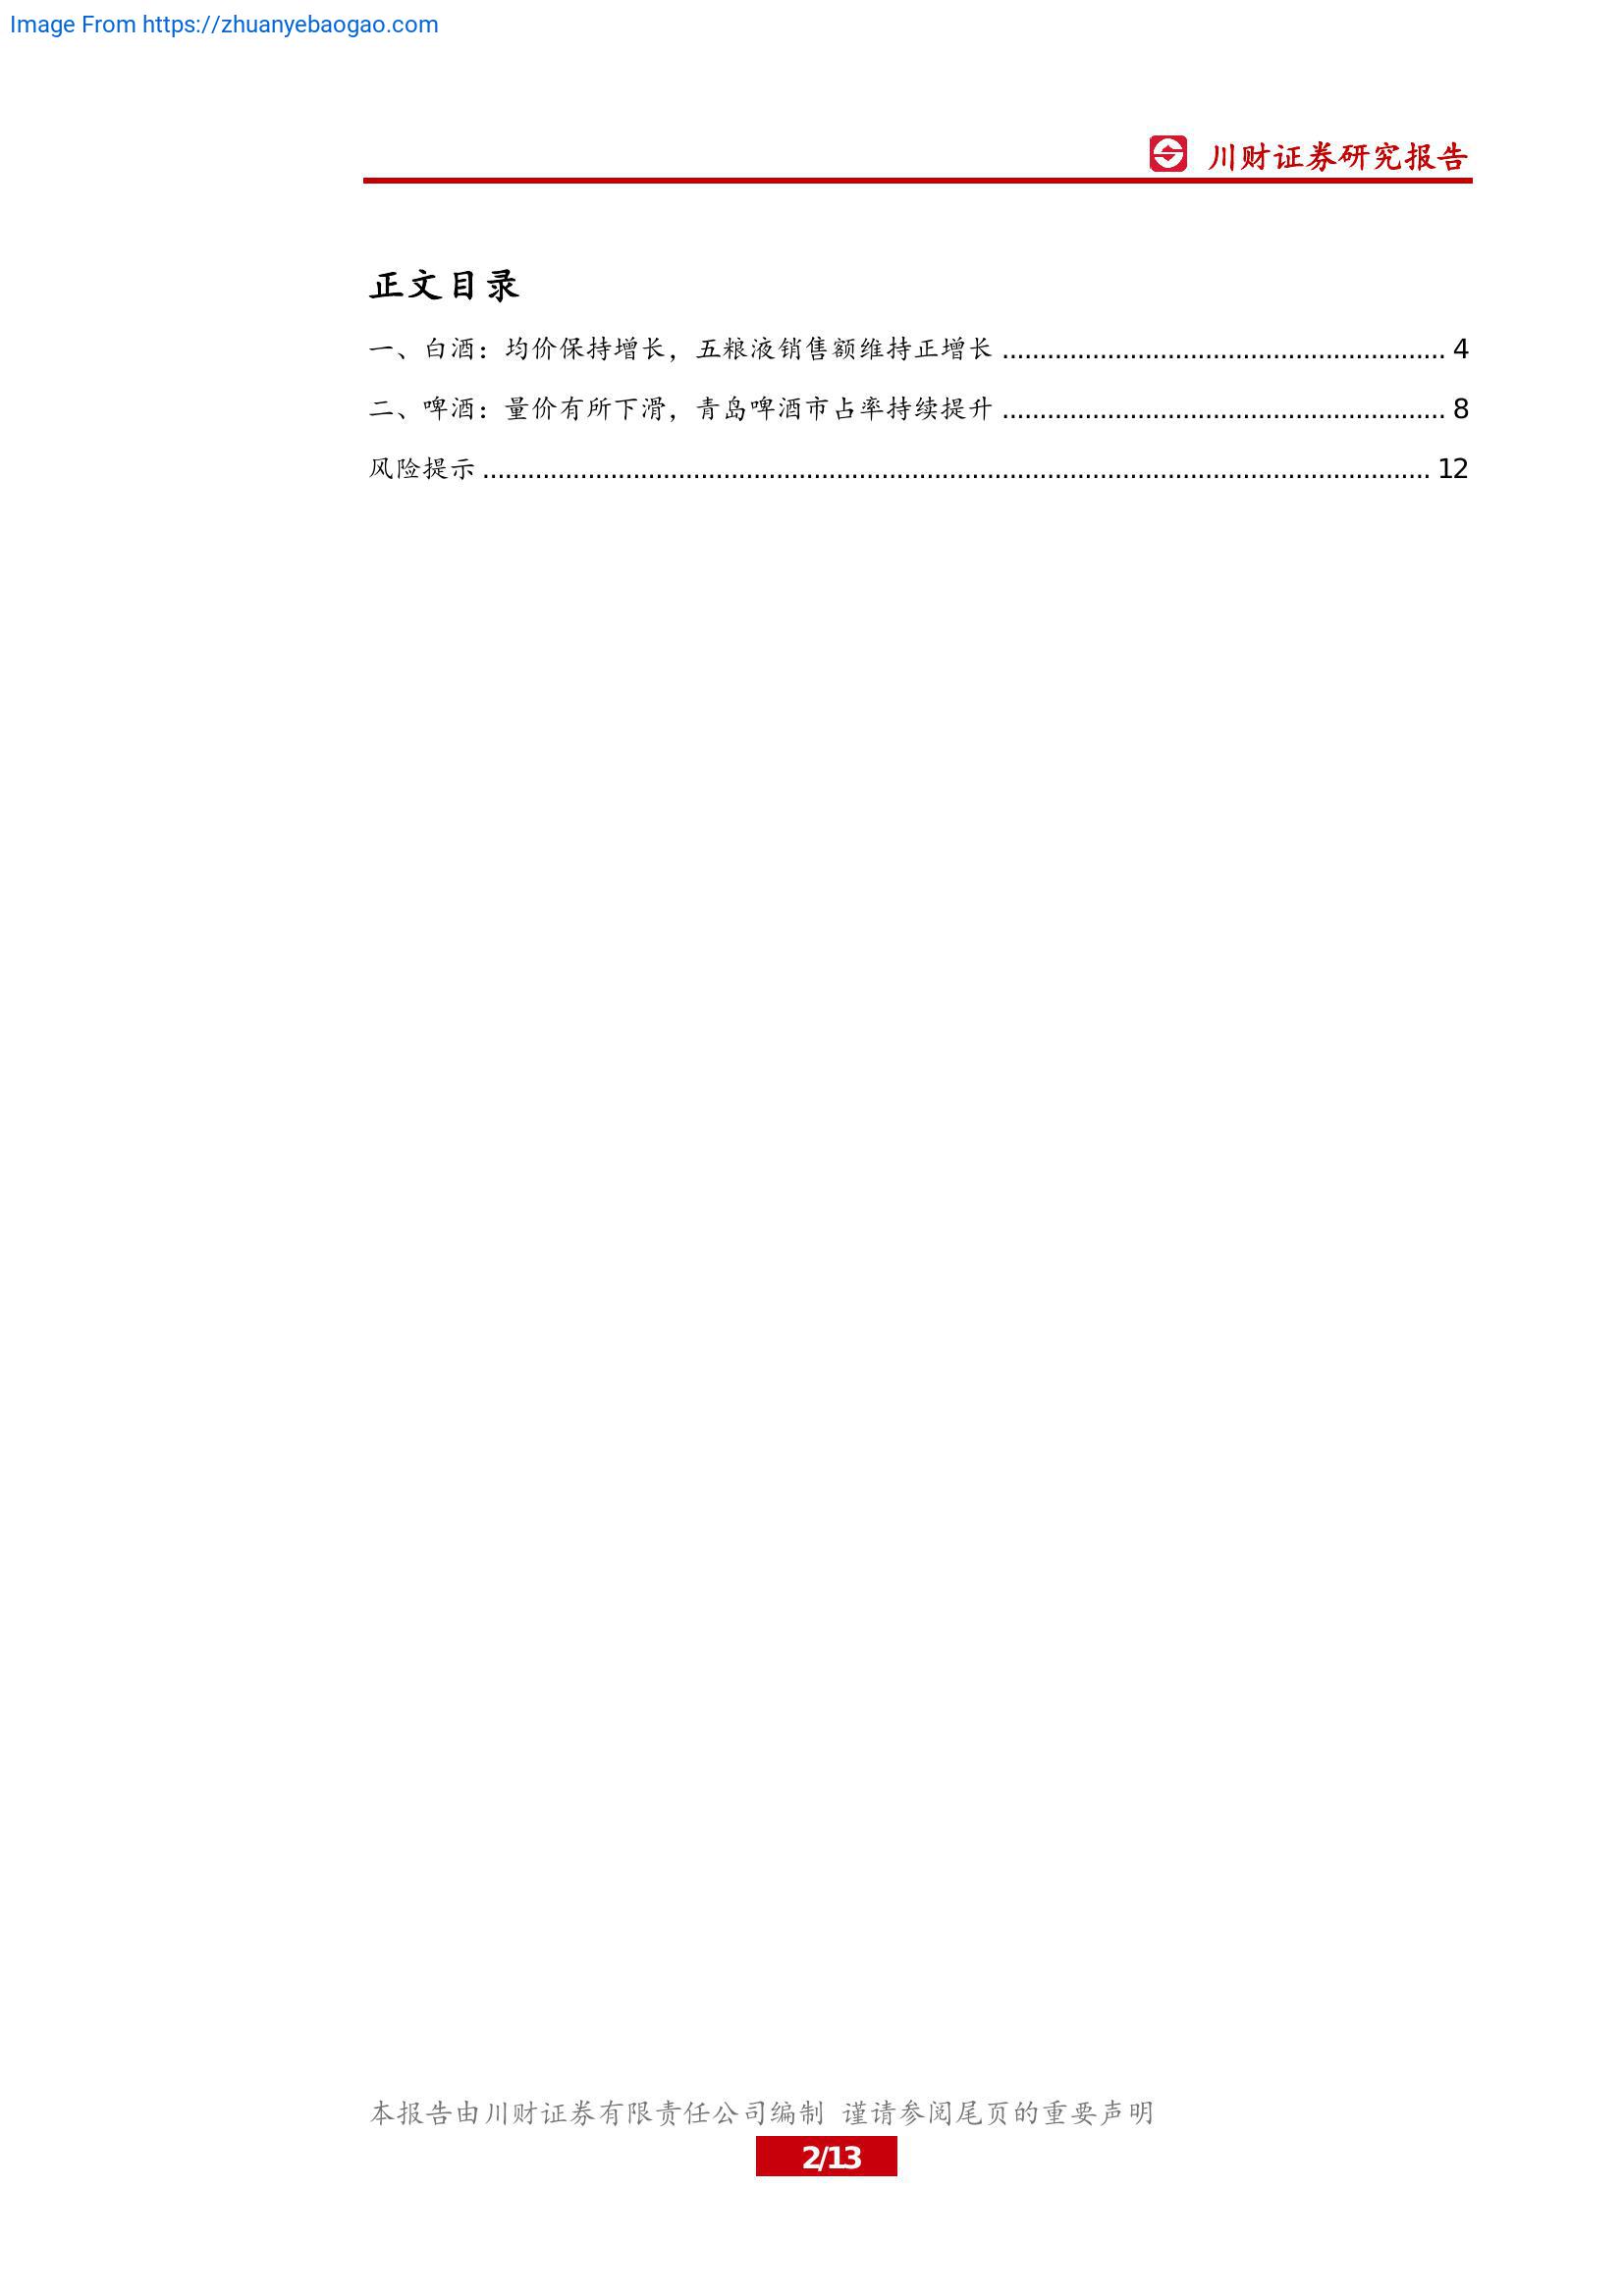 Image From https://zhuanyebaogao.com
川财证券研究报告
正文目录
一、白酒：均价保持增长，五粮液销售额维持正增长 ........................................................... 4
二、啤酒：量价有所下滑，青岛啤酒市占率持续提升 ........................................................... 8
风险提示 .............................................................................................................................. 12
本报告由川财证券有限责任公司编制 谨请参阅尾页的重要声明
2/13